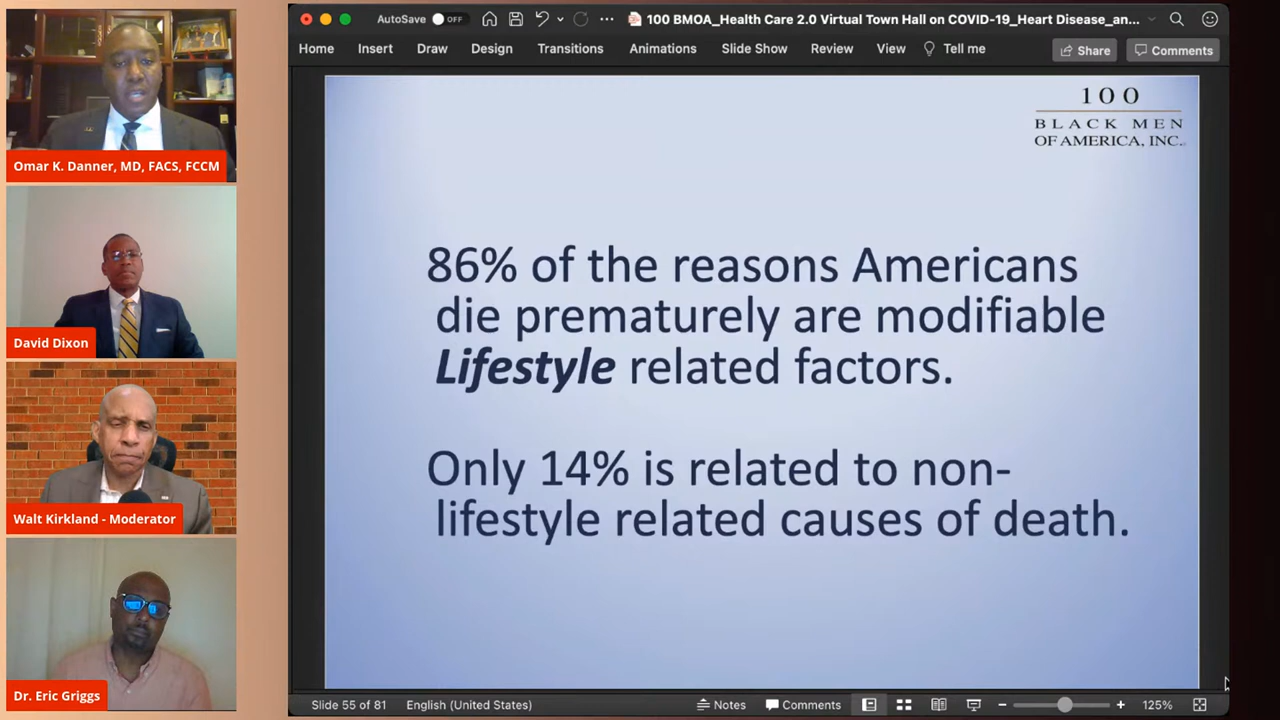 Omar K. Danner, MD, FACS, FCCM
David Dixon
Walt Kirkland - Moderator
Dr. Eric Griggs
AutoSave OFF
100 BMOA_Health Care 2.0 Virtual Town Hall on COVID-19_Heart Disease_an...
Home Insert Draw Design Transitions Animations Slide Show Review View Tell me Share Comments
100
BLACK MEN
OF AMERICA, INC.
86% of the reasons Americans
die prematurely are modifiable
Lifestyle related factors.
Only 14% is related to non-
lifestyle related causes of death.
Slide 55 of 81 English (United States) Notes Comments 125%